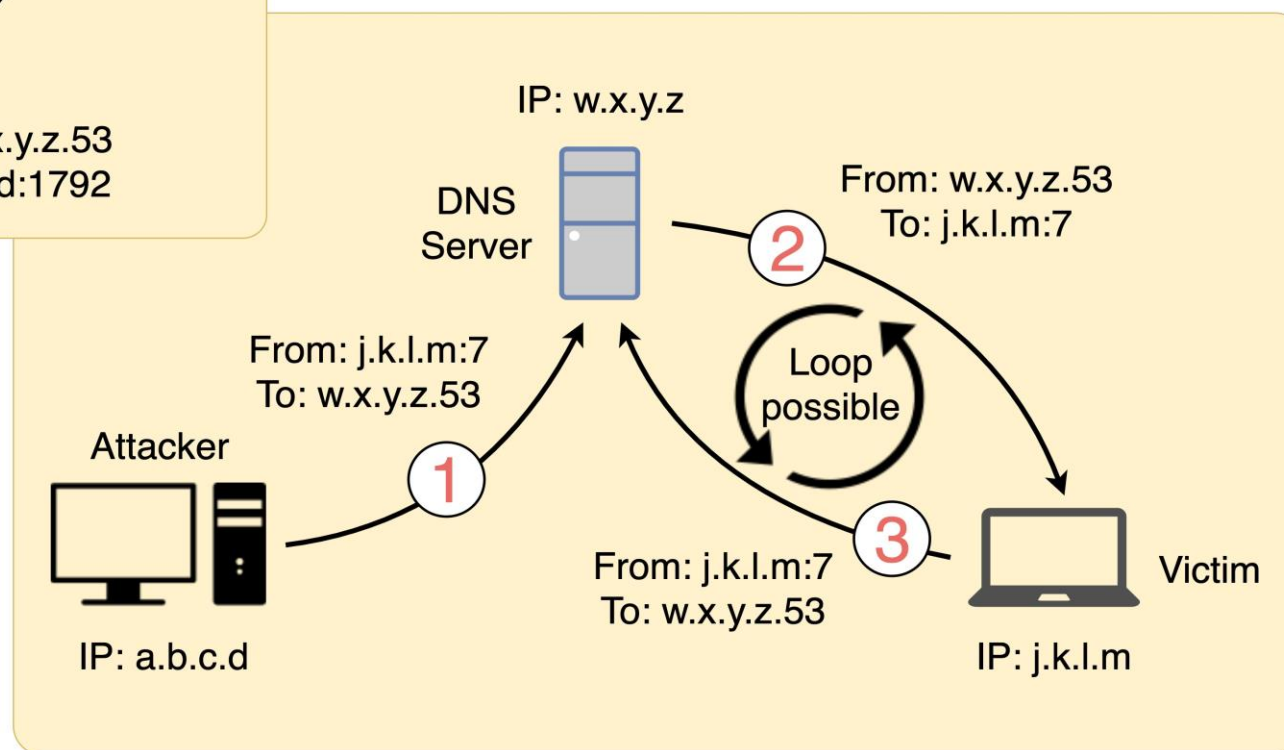 .y.z.53
d:1792
IP: w.x.y.z
DNS
Server
From: w.x.y.z.53
To: j.k.l.m:7
2
From: j.k.l.m:7
To: w.x.y.z.53
Loop
possible
Attacker
1
3
From: j.k.l.m:7
To: w.x.y.z.53
Victim
IP: a.b.c.d
IP: j.k.l.m